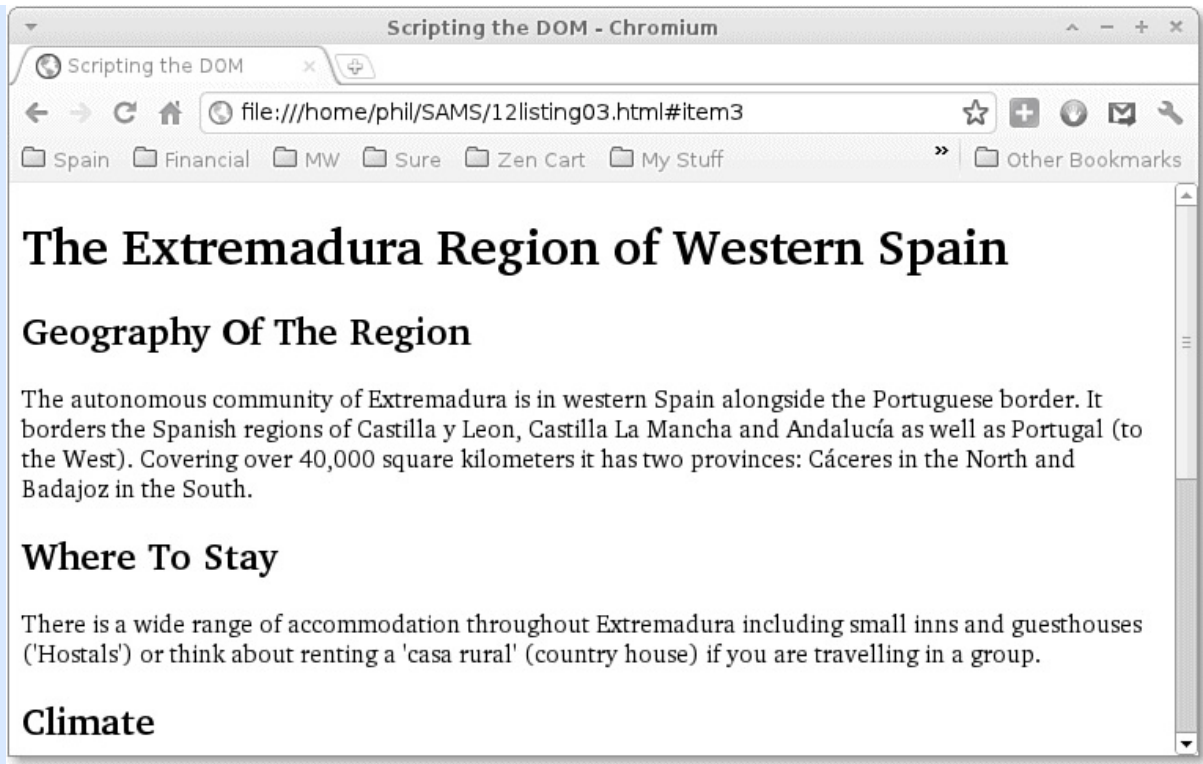 Scripting the DOM - Chromium
Scripting the DOM
file:///home/phil/SAMS/12listing03.html#item3
Spain Financial MW Sure Zen Cart My Stuff » Other Bookmarks
The Extremadura Region of Western Spain
Geography Of The Region
The autonomous community of Extremadura is in western Spain alongside the Portuguese border. It
borders the Spanish regions of Castilla y Leon, Castilla La Mancha and Andalucía as well as Portugal (to
the West). Covering over 40,000 square kilometers it has two provinces: Cáceres in the North and
Badajoz in the South.
Where To Stay
There is a wide range of accommodation throughout Extremadura including small inns and guesthouses
('Hostals') or think about renting a 'casa rural' (country house) if you are travelling in a group.
Climate